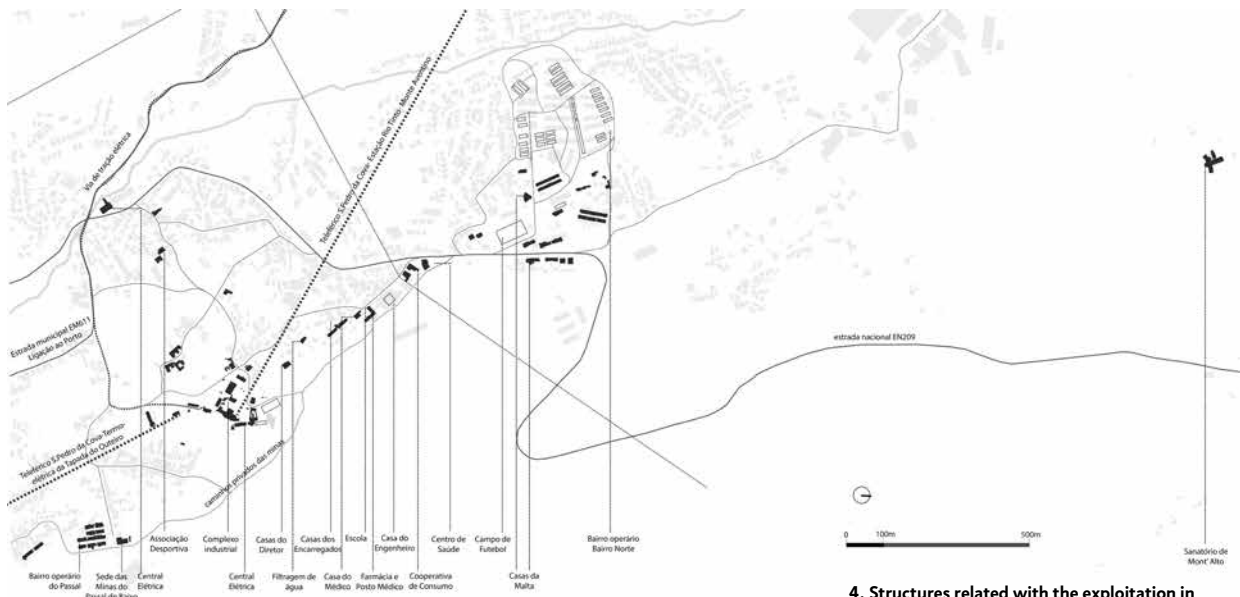 Via de tração elétrica
Teleférico S.Pedro da Cova- Estação Rio Tinto- Monte Aventino
Estrada municipal EM611
Ligação ao Porto
estrada nacional EN209
Teleférico S.Pedro da Cova-Termo-
elétrica da Tapada do Outeiro
caminhos privados das minas
0 100m 500m
Associação
Desportiva
Complexo
industrial
Casas do
Diretor
Casas dos
Encarregados
Escola
Casa do
Engenheiro
Centro de
Saúde
Campo de
Futebol
Bairro operário
Bairro Norte
Sanatório de
Mont' Alto
Bairro operário
do Passal
Sede das
Minas do
Passal de Baixo
Central
Elétrica
Central
Elétrica
Filtragem de
água
Casa do
Médico
Farmácia e
Posto Médico
Cooperativa
de Consumo
Casas da
Malta
4. Structures related with the exploitation in